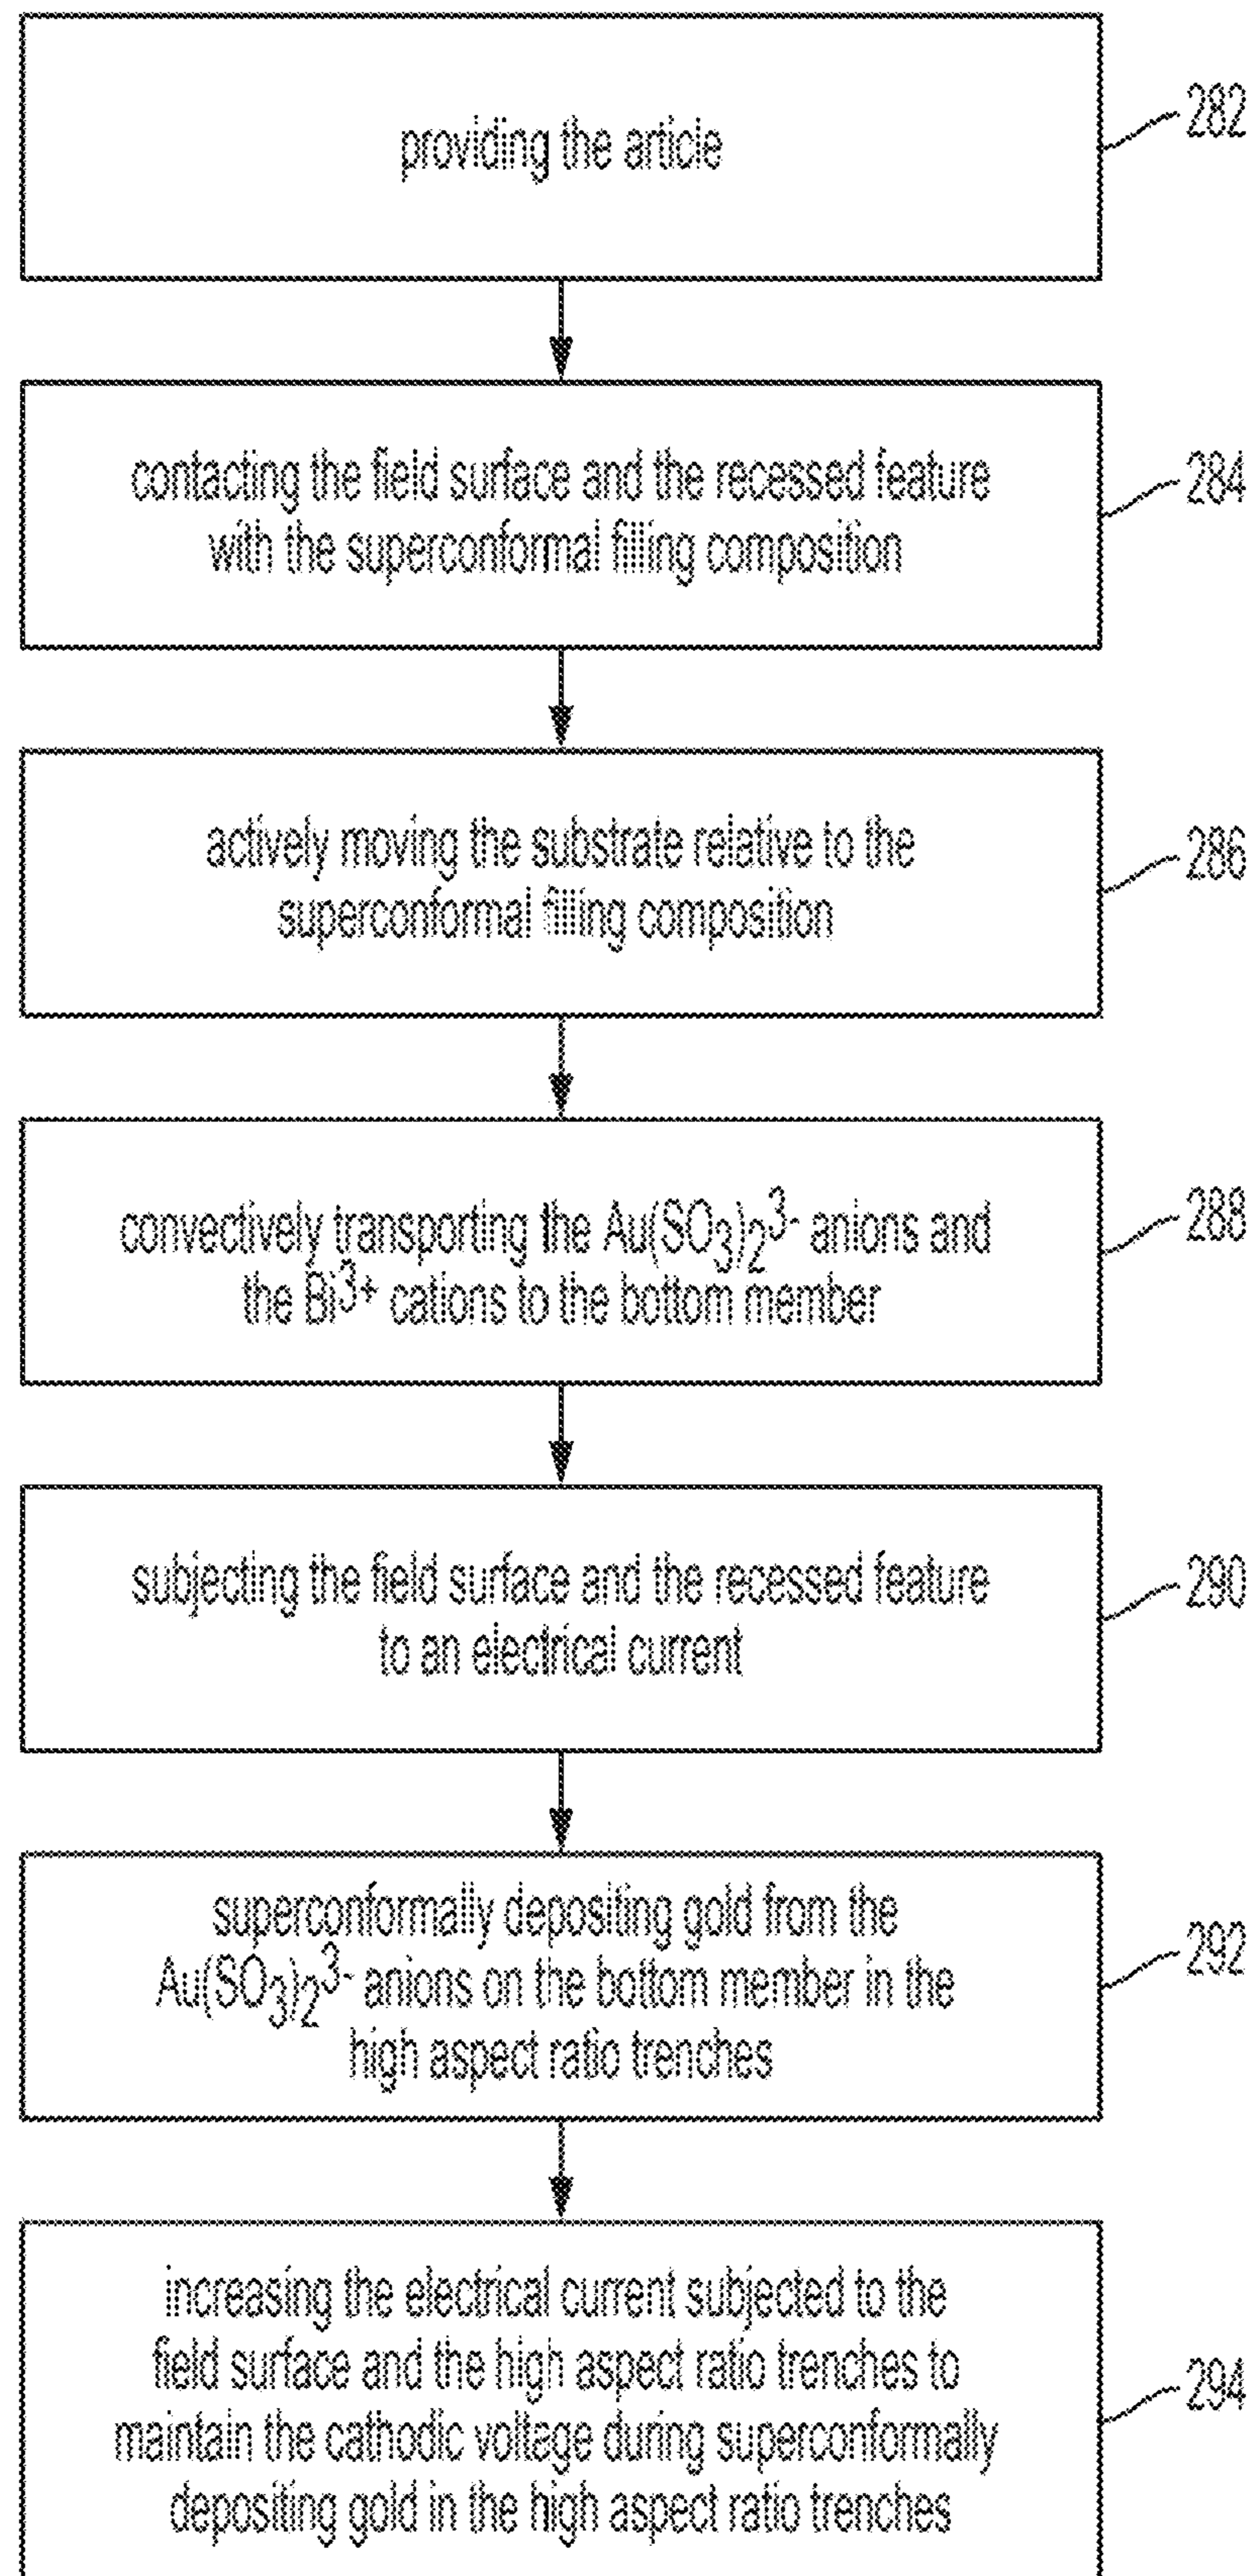 providing the article
282
contacting the field surface and the recessed feature
with the superconformal filling composition
284
actively moving the substrate relative to the
superconformal filling composition
286
convectively transporting the Au(SO3)2^3- anions and
the Bi^3+ cations to the bottom member
288
subjecting the field surface and the recessed feature
to an electrical current
290
superconformally depositing gold from the
Au(SO3)2^3- anions on the bottom member in the
high aspect ratio trenches
292
increasing the electrical current subjected to the
field surface and the high aspect ratio trenches to
maintain the cathodic voltage during superconformally
depositing gold in the high aspect ratio trenches
294